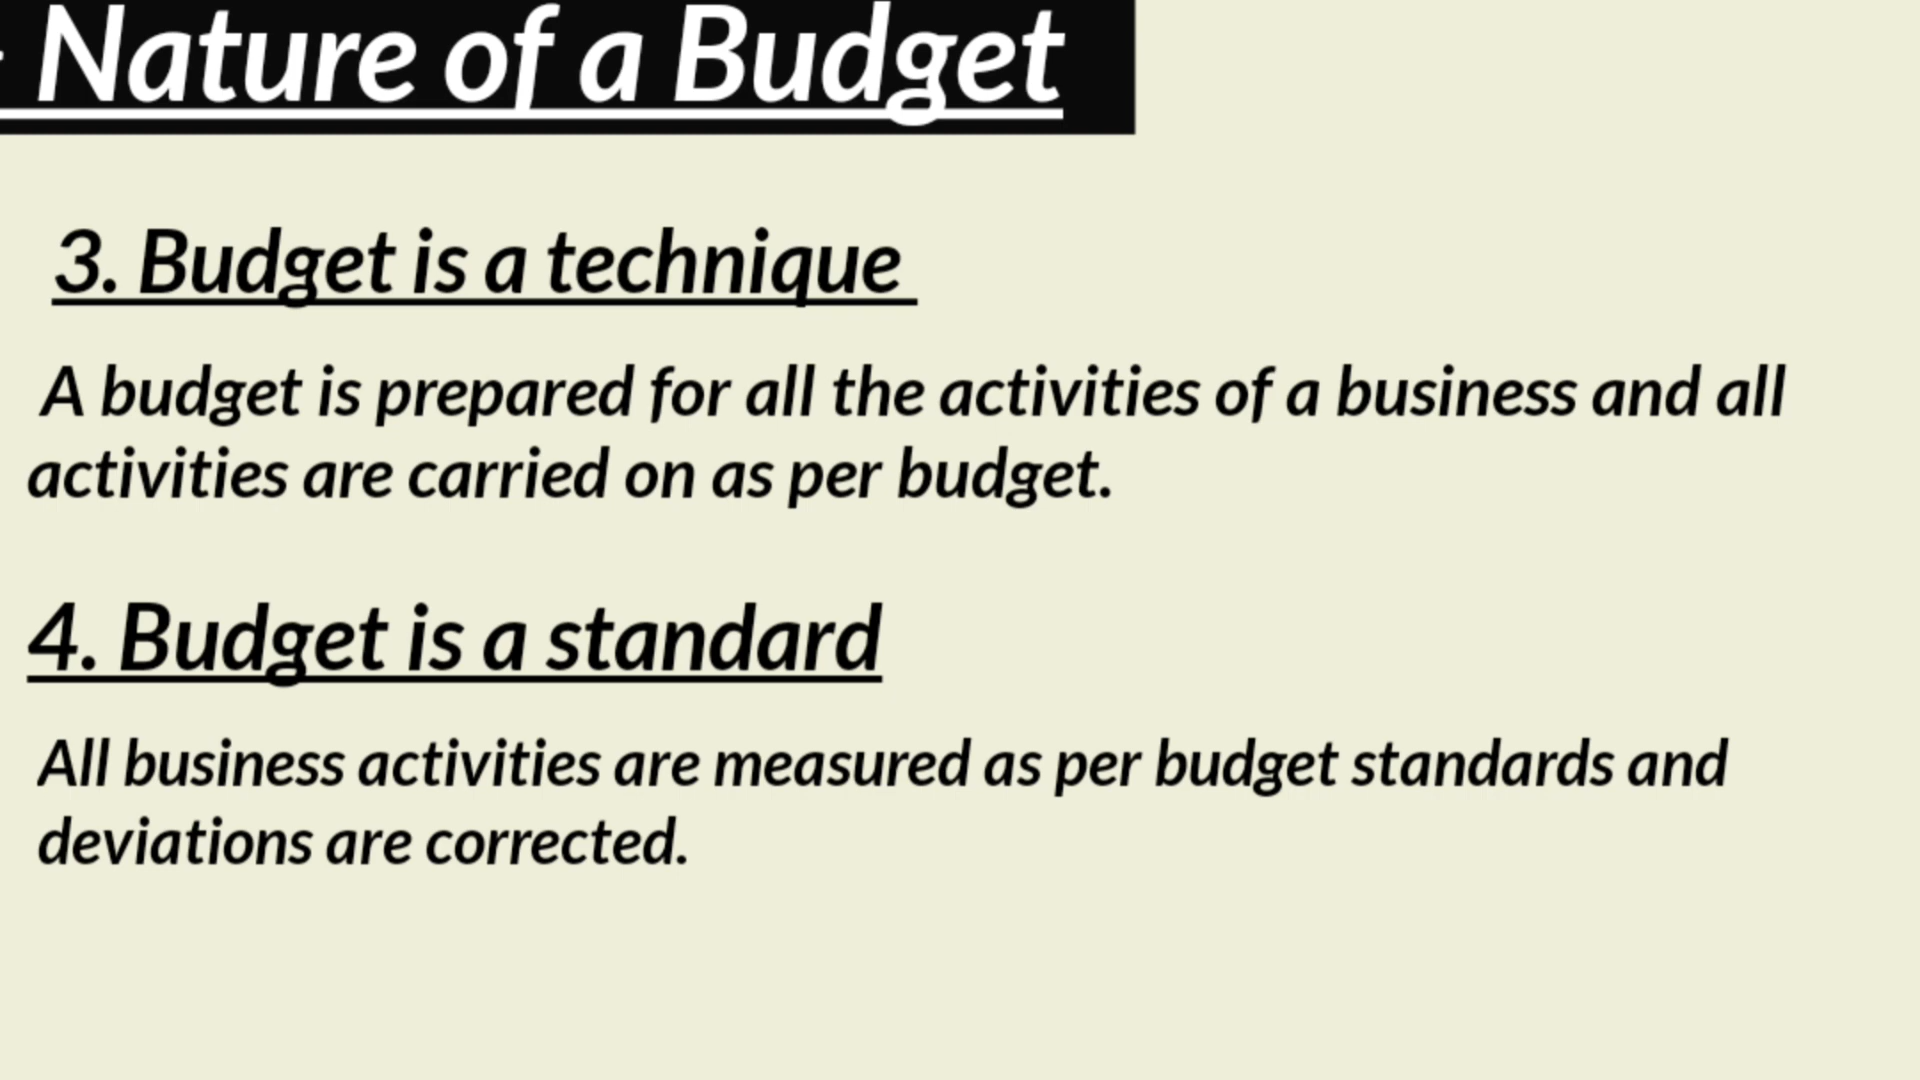 - Nature of a Budget
3. Budget is a technique
A budget is prepared for all the activities of a business and all
activities are carried on as per budget.
4. Budget is a standard
All business activities are measured as per budget standards and
deviations are corrected.